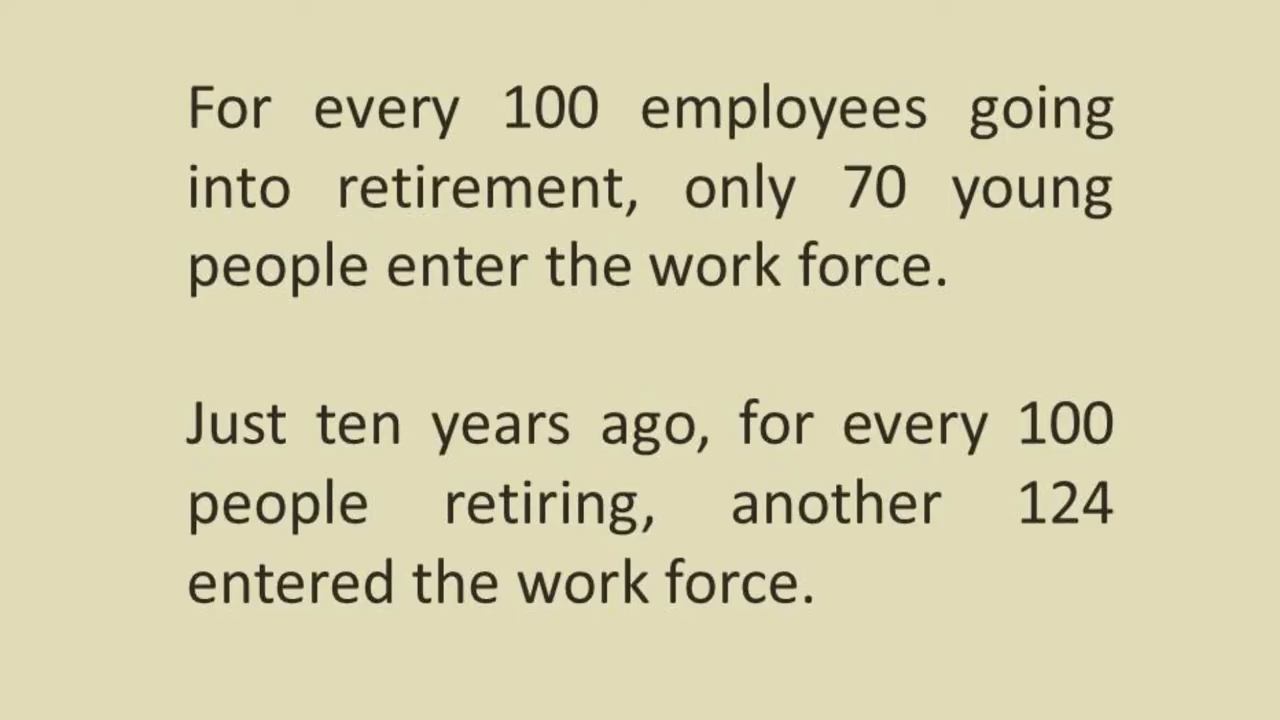 For every 100 employees going
into retirement, only 70 young
people enter the work force.
Just ten years ago, for every 100
people retiring, another 124
entered the work force.